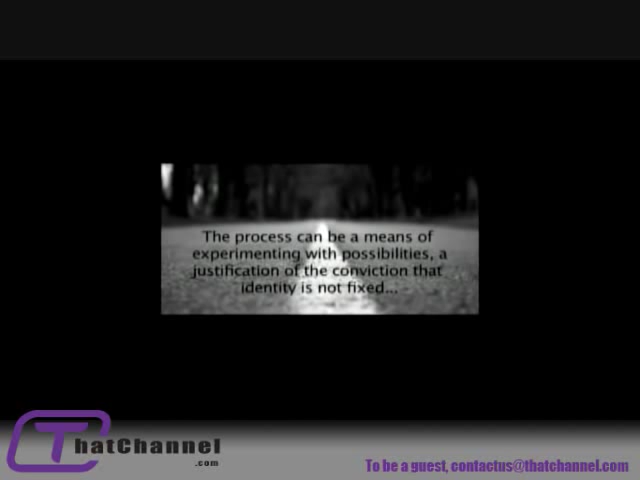 The process can be a means of
experimenting with possibilities, a
justification of the conviction that
identity is not fixed...
ThatChannel
.com
To be a guest, contactus@thatchannel.com